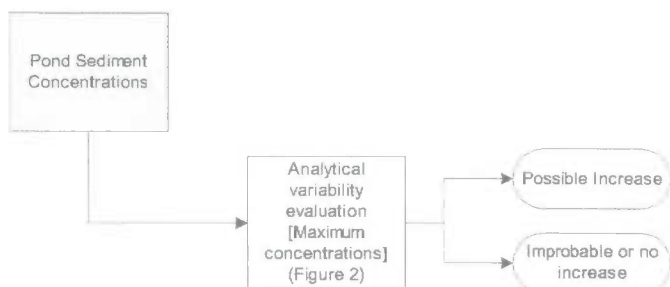 Pond Sediment
Concentrations
Analytical
variability
evaluation
[Maximum
concentrations]
(Figure 2)
Possible Increase
Improbable or no
increase